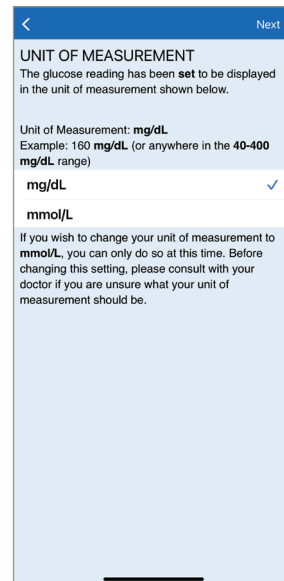 Next
UNIT OF MEASUREMENT
The glucose reading has been set to be displayed
in the unit of measurement shown below.
Unit of Measurement: mg/dL
Example: 160 mg/dL (or anywhere in the 40-400
mg/dL range)
mg/dL
mmol/L
If you wish to change your unit of measurement to
mmol/L, you can only do so at this time. Before
changing this setting, please consult with your
doctor if you are unsure what your unit of
measurement should be.